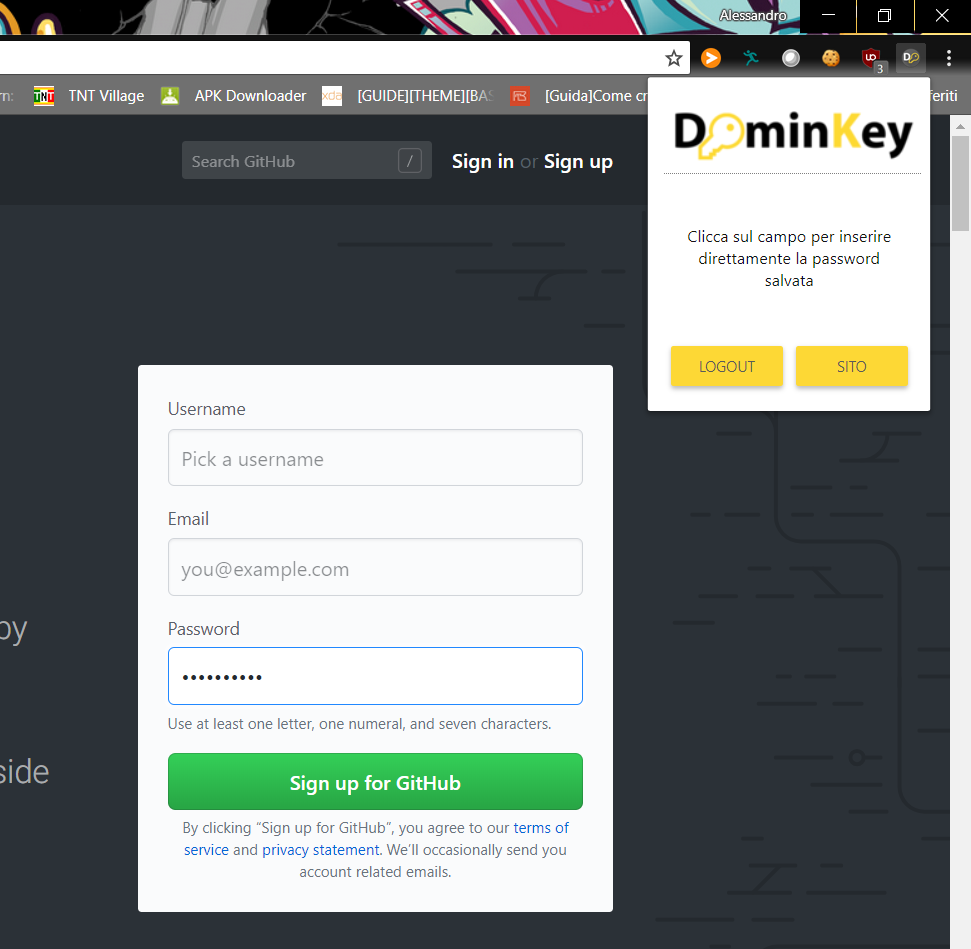 Alessandro
3
TNT
TNT Village
APK Downloader
xda
[GUIDE][THEME][BAS
[Guida]Come cr
feriti
Search GitHub
/
Sign in or Sign up
DominKey
Clicca sul campo per inserire
direttamente la password
salvata
LOGOUT
SITO
Username
Pick a username
Email
you@example.com
by
Password
••••••••••
Use at least one letter, one numeral, and seven characters.
side
Sign up for GitHub
By clicking “Sign up for GitHub”, you agree to our terms of
service and privacy statement. We’ll occasionally send you
account related emails.